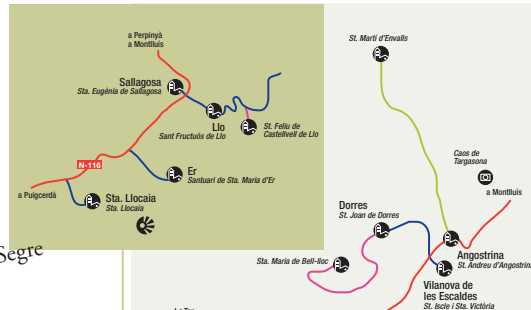 a Perpinyà
a Montlluís
Sallagosa
Sta. Eugènia de Sallagosa
Llo
Sant Fructuós de Llo
St. Feliu de
Castellvell de Llo
N-116
Er
Santuari de Sta. Maria d'Er
a Puigcerdà
Sta. Llocaia
Sta. Llocaia
Segre
St. Martí d'Envalls
Caos de
Targasona
a Montlluís
Dorres
St. Joan de Dorres
Angostrina
St. Andreu d'Angostrina
Sta. Maria de Bell-lloc
Vilanova de
les Escaldes
St. Iscle i Sta. Victòria